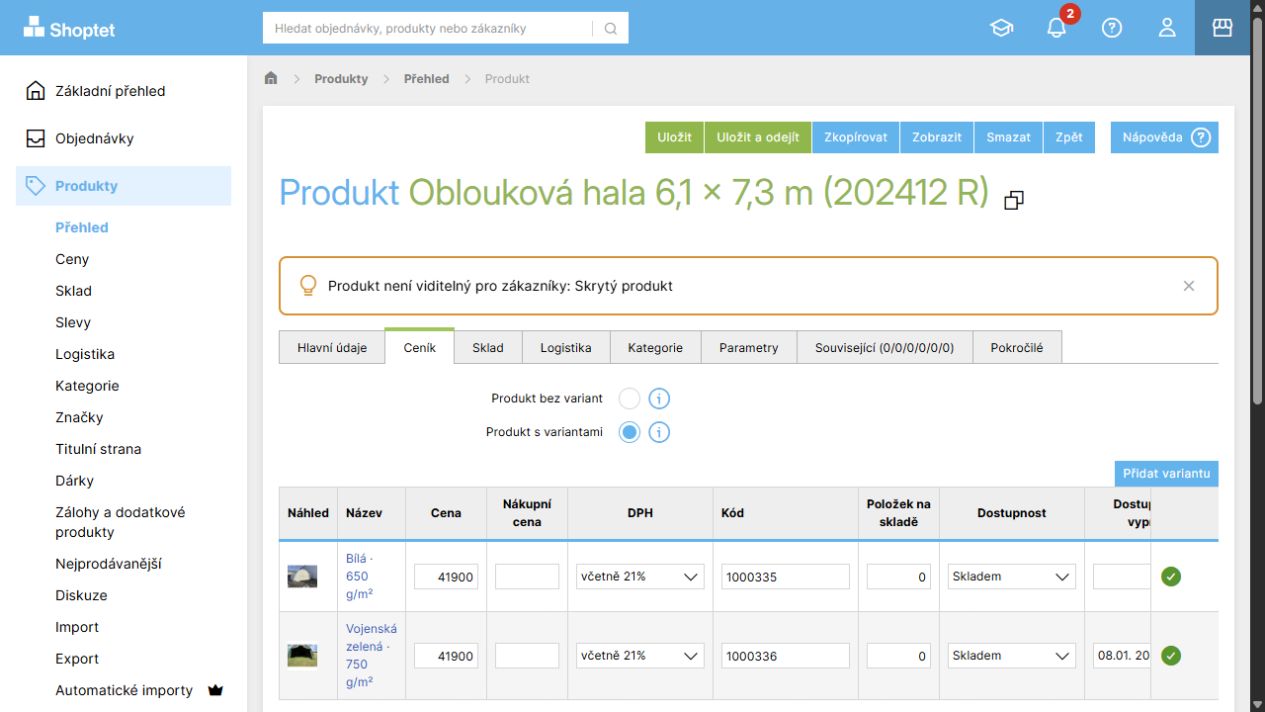 Shoptet
Hledat objednávky, produkty nebo zákazníky
2
Základní přehled
Objednávky
Produkty
Přehled
Ceny
Sklad
Slevy
Logistika
Kategorie
Značky
Titulní strana
Dárky
Zálohy a dodatkové
produkty
Nejprodávanější
Diskuze
Import
Export
Automatické importy
Produkty > Přehled > Produkt
Uložit Uložit a odejít Zkopírovat Zobrazit Smazat Zpět Nápověda ?
Produkt Oblouková hala 6,1 × 7,3 m (202412 R)
Produkt není viditelný pro zákazníky: Skrytý produkt
Hlavní údaje Ceník Sklad Logistika Kategorie Parametry Související (0/0/0/0/0/0) Pokročilé
Produkt bez variant
Produkt s variantami
Přidat variantu
Náhled Název Cena Nákupní cena DPH Kód Položek na skladě Dostupnost
Bílá ·
650
g/m²
41900 včetně 21% 1000335 0 Skladem
Vojenská
zelená ·
750
g/m²
41900 včetně 21% 1000336 0 Skladem 08.01. 20